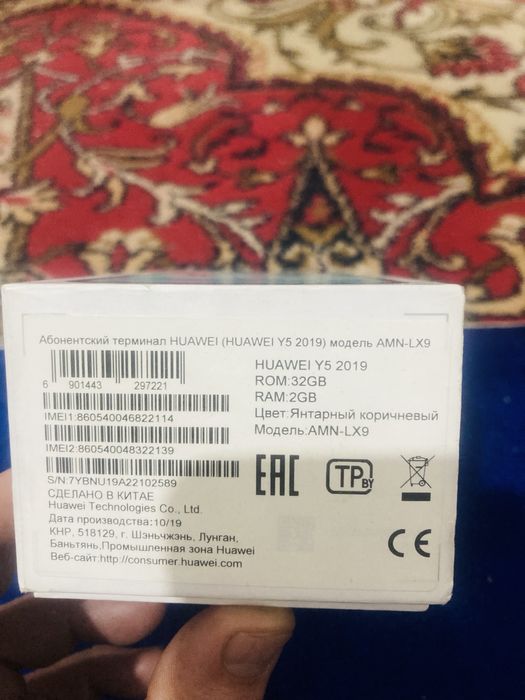 Абонентский терминал HUAWEI (HUAWEI Y5 2019) модель AMN-LX9
6 901443 297221
IMEI1:860540046822114
IMEI2:860540048322139
S/N:7YBNU19A22102589
СДЕЛАНО В КИТАЕ
Huawei Technologies Co., Ltd.
Дата производства:10/19
КНР, 518129, г. Шэньчжэнь, Лунган,
Баньтянь,Промышленная зона Huawei
Веб-сайт:http://consumer.huawei.com
HUAWEI Y5 2019
ROM:32GB
RAM:2GB
Цвет:Янтарный коричневый
Модель:AMN-LX9
EAC
TP BY
CE